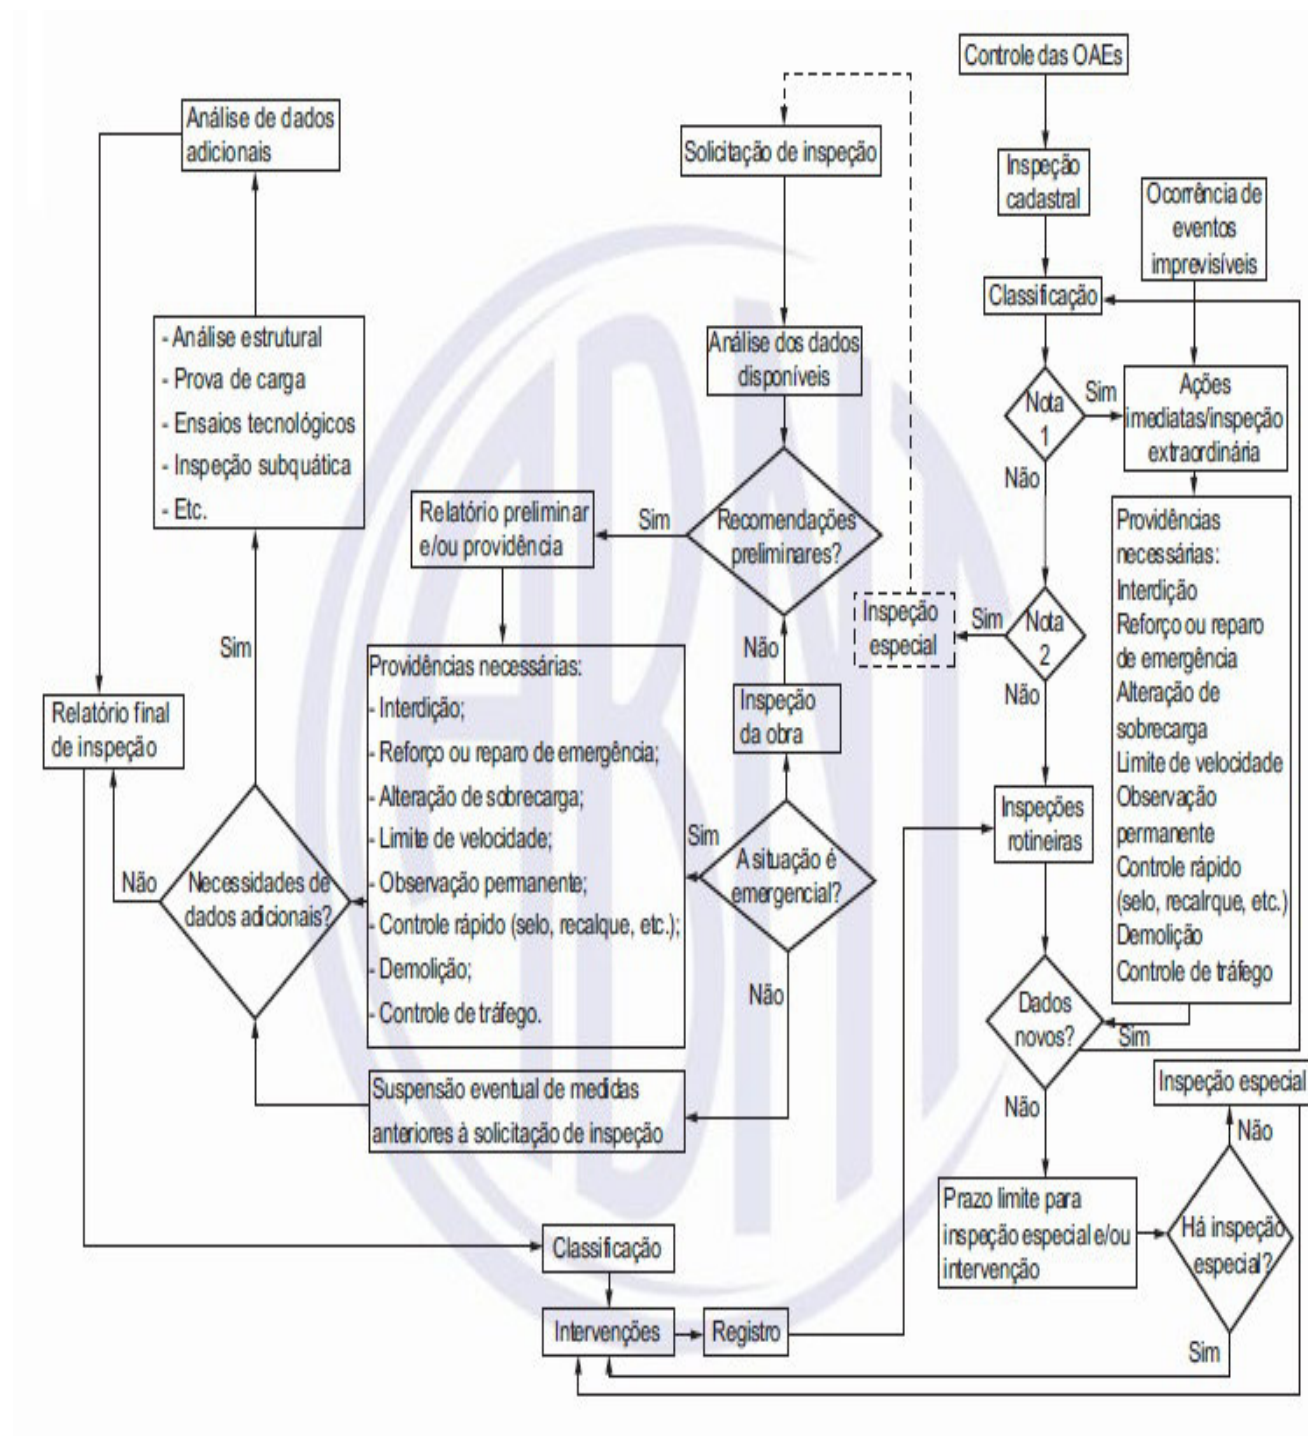 Controle das OAEs
Solicitação de inspeção
Análise de dados
adicionais
Inspeção
cadastral
Ocorrência de
eventos
imprevisíveis
Classificação
- Análise estrutural
- Prova de carga
- Ensaios tecnológicos
- Inspeção subquática
- Etc.
Análise dos dados
disponíveis
Nota
1
Sim
Não
Ações
imediatas/inspeção
extraordinária
Relatório preliminar
e/ou providência
Sim
Recomendações
preliminares?
Não
Providências
necessárias:
Interdição
Reforço ou reparo
de emergência
Alteração de
sobrecarga
Limite de velocidade
Observação
permanente
Controle rápido
(selo, recalrque, etc.)
Demolição
Controle de tráfego
Inspeção
especial
Sim
Nota
2
Não
Sim
Relatório final
de inspeção
Providências necessárias:
- Interdição;
- Reforço ou reparo de emergência;
- Alteração de sobrecarga;
- Limite de velocidade;
- Observação permanente;
- Controle rápido (selo, recalque, etc.);
- Demolição;
- Controle de tráfego.
Inspeção
da obra
Inspeções
rotineiras
Sim
A situação é
emergencial?
Não
Não
Necessidades de
dados adicionais?
Dados
novos?
Sim
Não
Suspensão eventual de medidas
anteriores à solicitação de inspeção
Inspeção especial
Não
Prazo limite para
inspeção especial e/ou
intervenção
Há inspeção
especial?
Sim
Classificação
Intervenções
Registro
ABNT